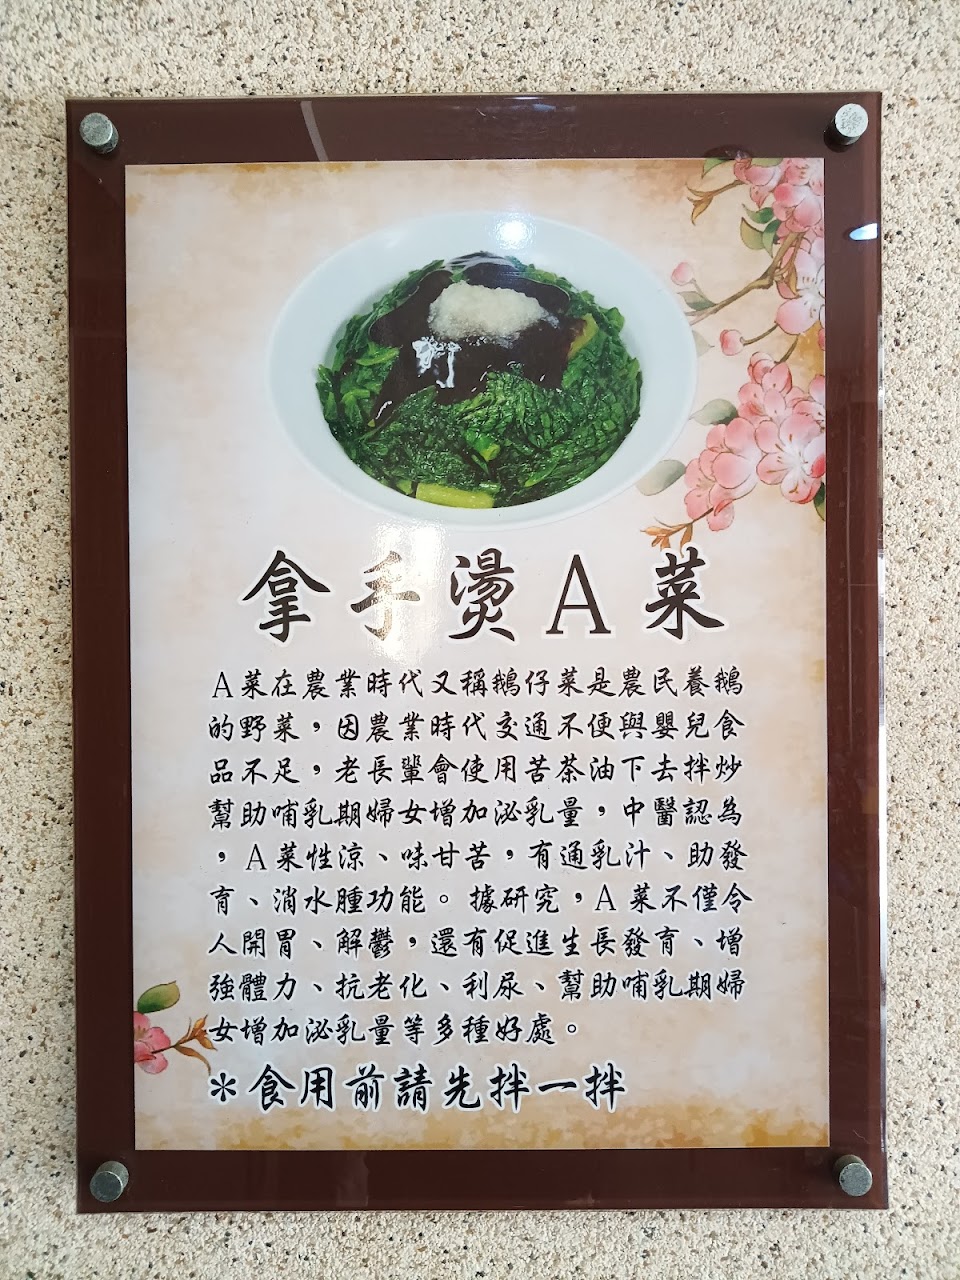 拿手燙A菜
A菜在農業時代又稱鵝仔菜是農民養鵝
的野菜，因農業時代交通不便與嬰兒食
品不足，老長輩會使用苦茶油下去拌炒
幫助哺乳期婦女增加泌乳量，中醫認為
，A菜性涼、味甘苦，有通乳汁、助發
育、消水腫功能。據研究，A菜不僅令
人開胃、解鬱，還有促進生長發育、增
強體力、抗老化、利尿、幫助哺乳期婦
女增加泌乳量等多種好處。
＊食用前請先拌一拌